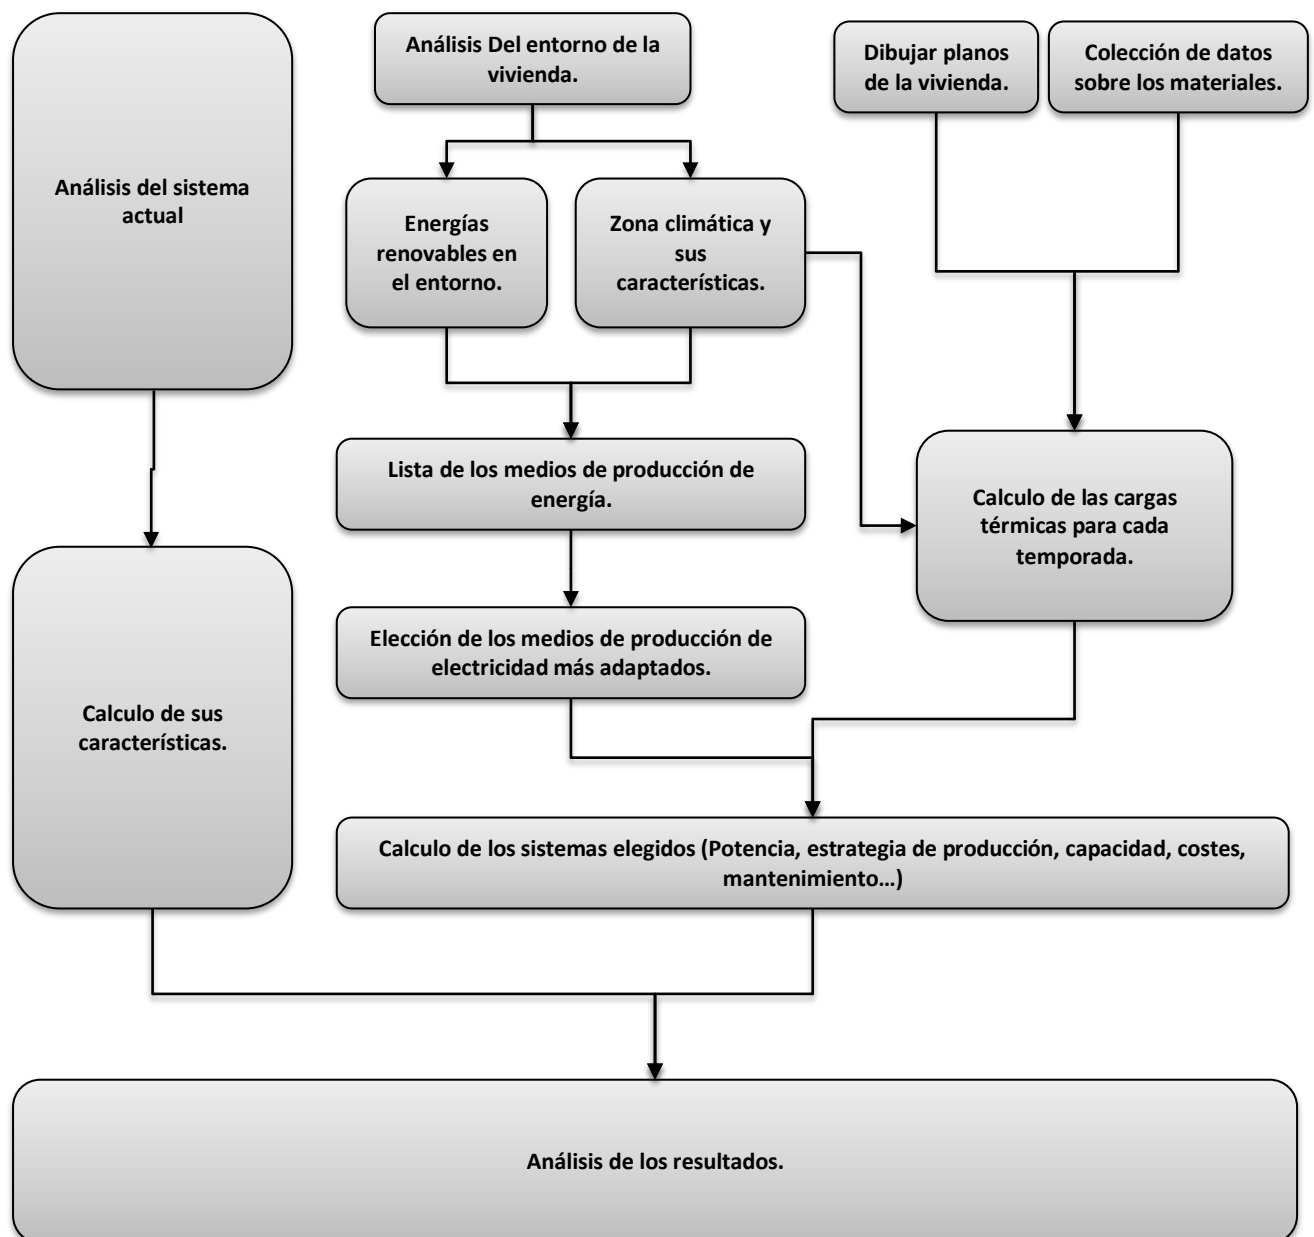 Análisis Del entorno de la
vivienda.
Dibujar planos
de la vivienda.
Colección de datos
sobre los materiales.
Análisis del sistema
actual
Energías
renovables en
el entorno.
Zona climática y
sus
características.
Lista de los medios de producción de
energía.
Calculo de las cargas
térmicas para cada
temporada.
Elección de los medios de producción de
electricidad más adaptados.
Calculo de sus
características.
Calculo de los sistemas elegidos (Potencia, estrategia de producción, capacidad, costes,
mantenimiento…)
Análisis de los resultados.